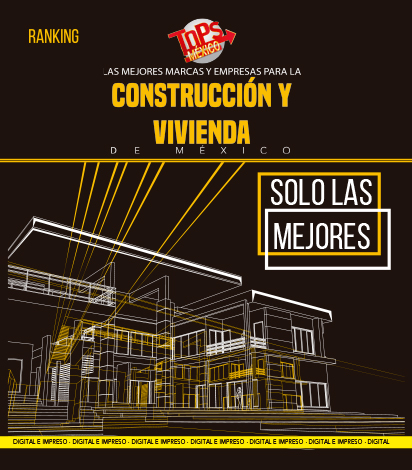 RANKING
ToPS
MÉXICO
LAS MEJORES MARCAS Y EMPRESAS PARA LA
CONSTRUCCIÓN Y
VIVIENDA
DE MÉXICO
SOLO LAS
MEJORES
DIGITAL E IMPRESO · DIGITAL E IMPRESO · DIGITAL E IMPRESO · DIGITAL E IMPRESO · DIGITAL E IMPRESO · DIGITAL E IMPRESO · DIGITAL